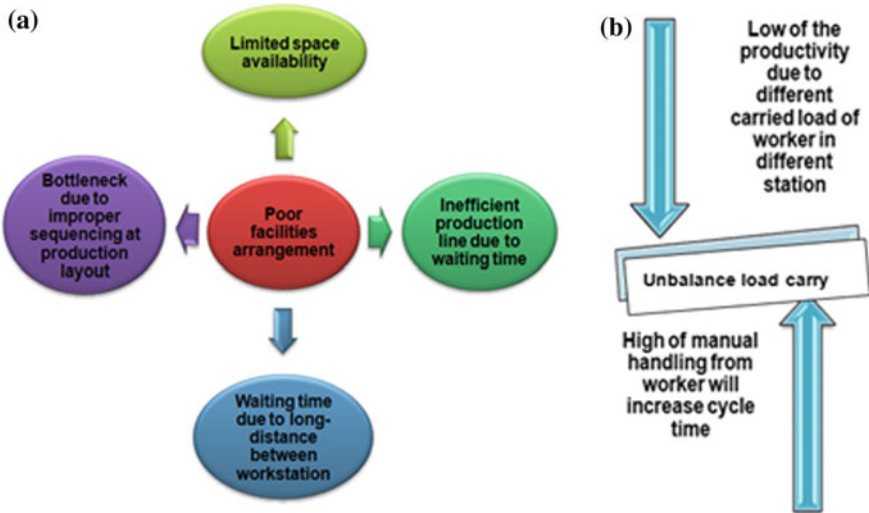 (a)
Limited space
availability
Bottleneck
due to
improper
sequencing at
production
layout
Poor
facilities
arrangement
Inefficient
production
line due to
waiting time
Waiting time
due to long-
distance
between
workstation
(b)
Low of the
productivity
due to
different
carried load of
worker in
different
station
Unbalance load carry
High of manual
handling from
worker will
increase cycle
time